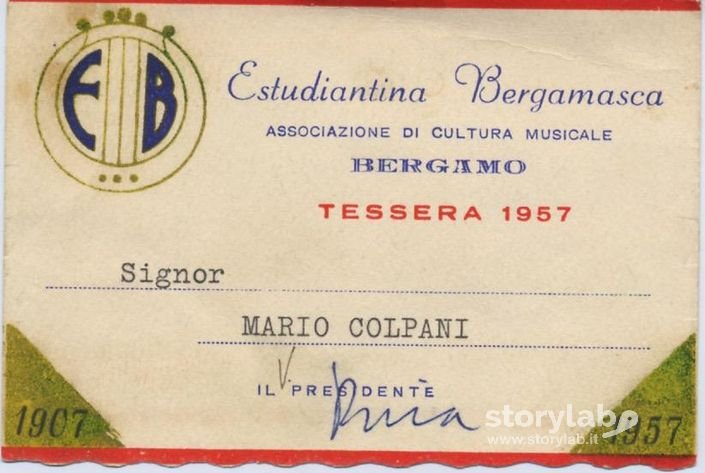 EB
Estudiantina Bergamasca
ASSOCIAZIONE DI CULTURA MUSICALE
BERGAMO
TESSERA 1957
Signor
MARIO COLPANI
IL V. PRESIDENTE
1907
1957
storylab
www.storylab.it